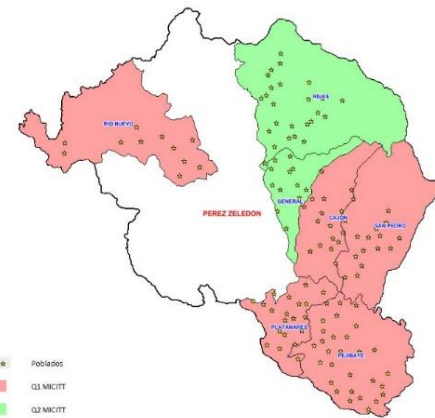 RIVAS
RIO NUEVO
GENERAL
PEREZ ZELEDON
CAJON
SAN PEDRO
PLATANARES
PEJIBAYE
Poblados
Q1 MICITT
Q2 MICITT